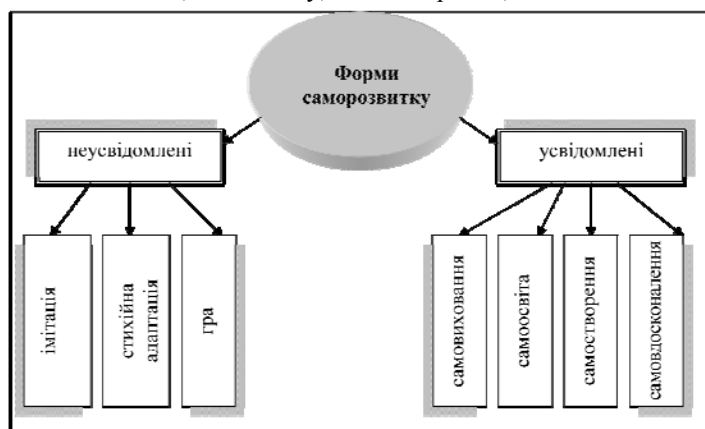 Форми
саморозвитку
неусвідомлені
усвідомлені
імітація
стихійна
адаптація
гра
самовиховання
самоосвіта
самостворення
самовдосконалення